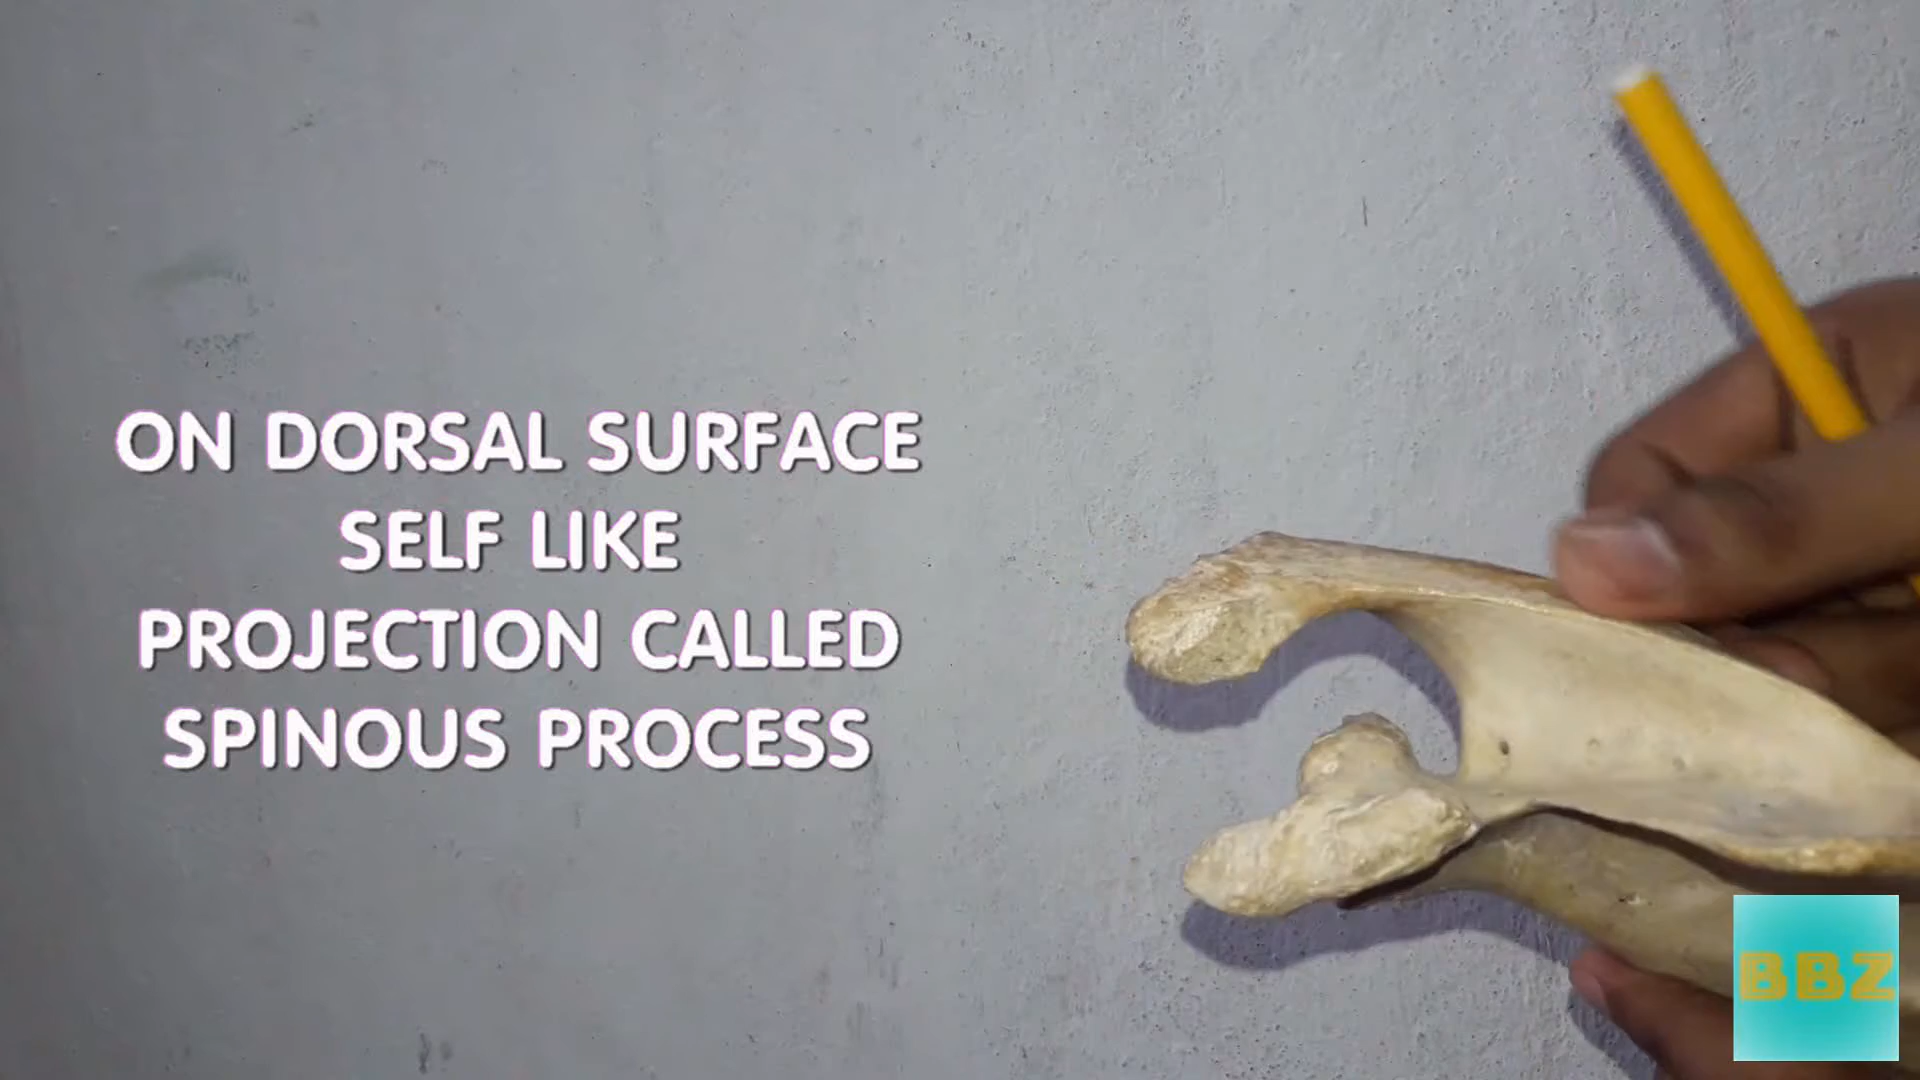 ON DORSAL SURFACE
SELF LIKE
PROJECTION CALLED
SPINOUS PROCESS
BBZ